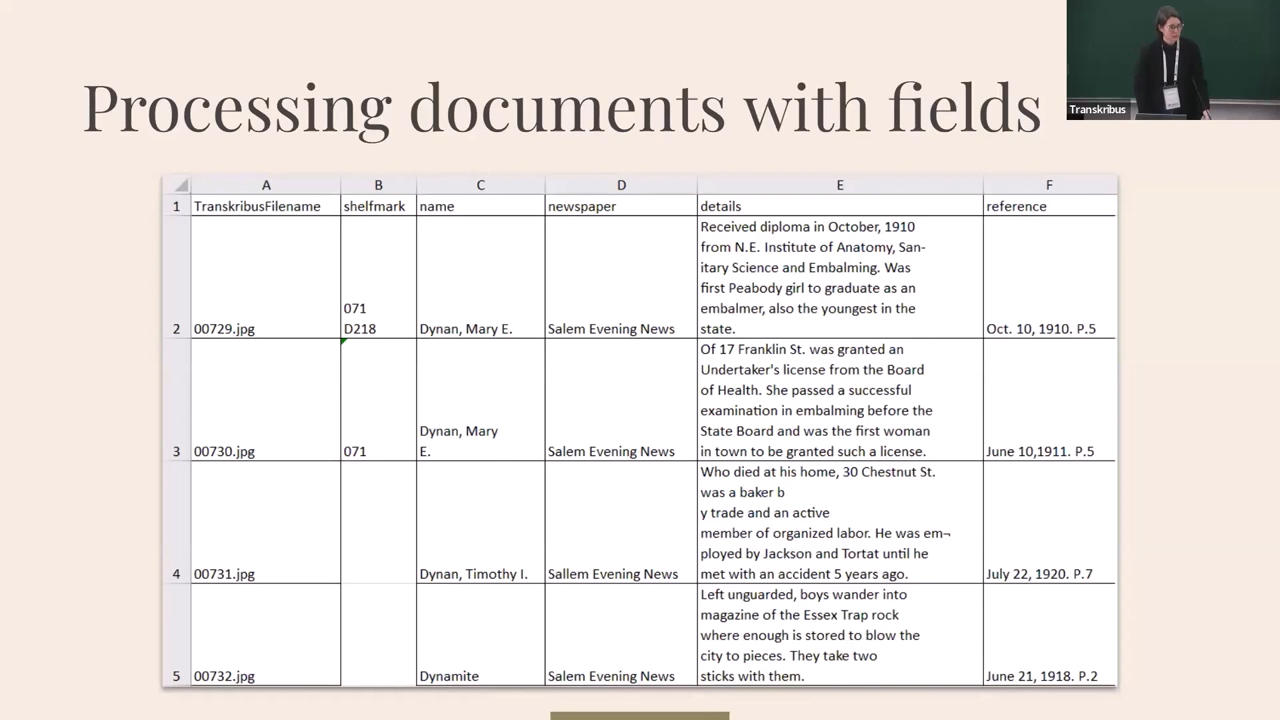 Processing documents with fields
Transkribus
A B C D E F
1 TranskribusFilename shelfmark name newspaper details reference
Received diploma in October, 1910
from N.E. Institute of Anatomy, San-
itary Science and Embalming. Was
first Peabody girl to graduate as an
071 embalmer, also the youngest in the
2 00729.jpg D218 Dynan, Mary E. Salem Evening News state. Oct. 10, 1910. P.5
Of 17 Franklin St. was granted an
Undertaker's license from the Board
of Health. She passed a successful
examination in embalming before the
Dynan, Mary State Board and was the first woman
3 00730.jpg 071 E. Salem Evening News in town to be granted such a license. June 10,1911. P.5
Who died at his home, 30 Chestnut St.
was a baker b
y trade and an active
member of organized labor. He was em¬
ployed by Jackson and Tortat until he
4 00731.jpg Dynan, Timothy I. Sallem Evening News met with an accident 5 years ago. July 22, 1920. P.7
Left unguarded, boys wander into
magazine of the Essex Trap rock
where enough is stored to blow the
city to pieces. They take two
5 00732.jpg Dynamite Salem Evening News sticks with them. June 21, 1918. P.2